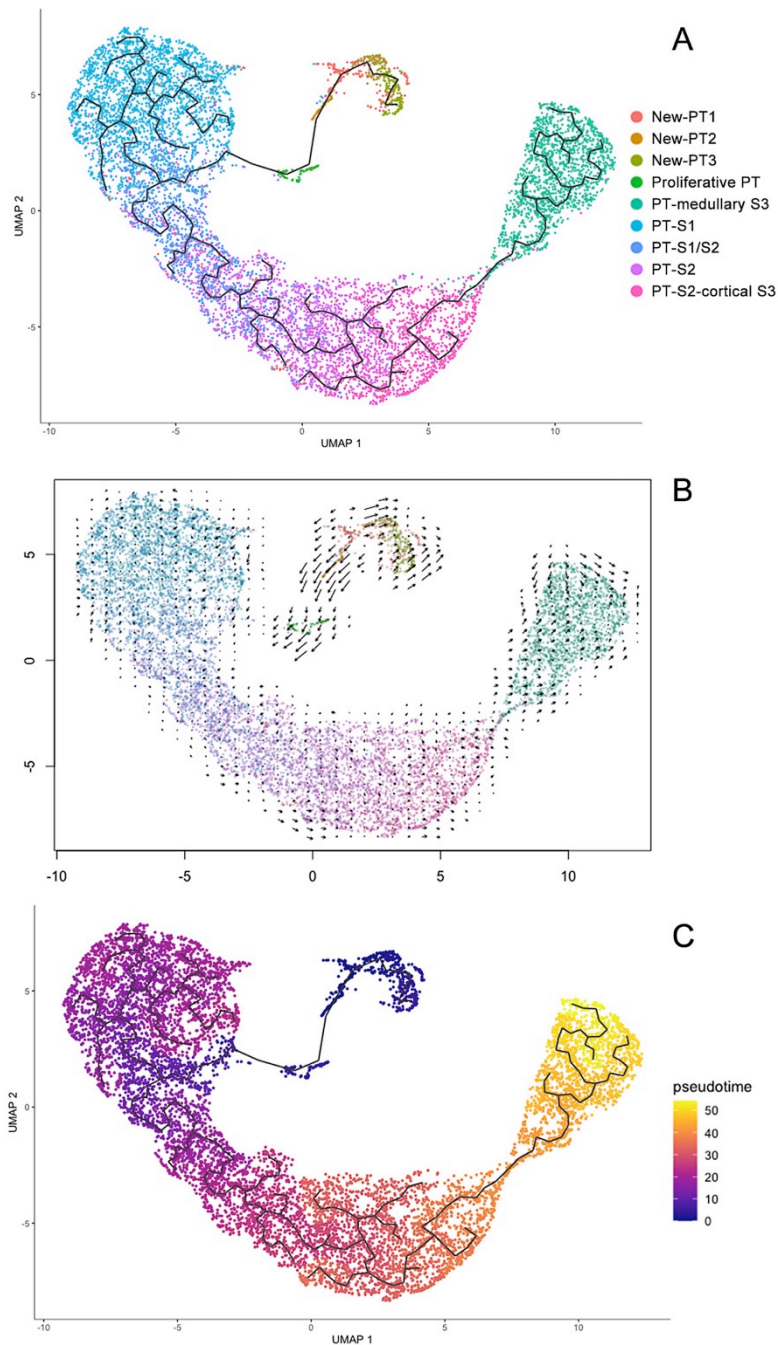 A
New-PT1
New-PT2
New-PT3
Proliferative PT
PT-medullary S3
PT-S1
PT-S1/S2
PT-S2
PT-S2-cortical S3
UMAP 2
5
0
-5
-10 -5 0 5 10
UMAP 1
B
5
0
-5
-10 -5 0 5 10
C
pseudotime
50
40
30
20
10
0
UMAP 2
5
0
-5
-10 -5 0 5 10
UMAP 1